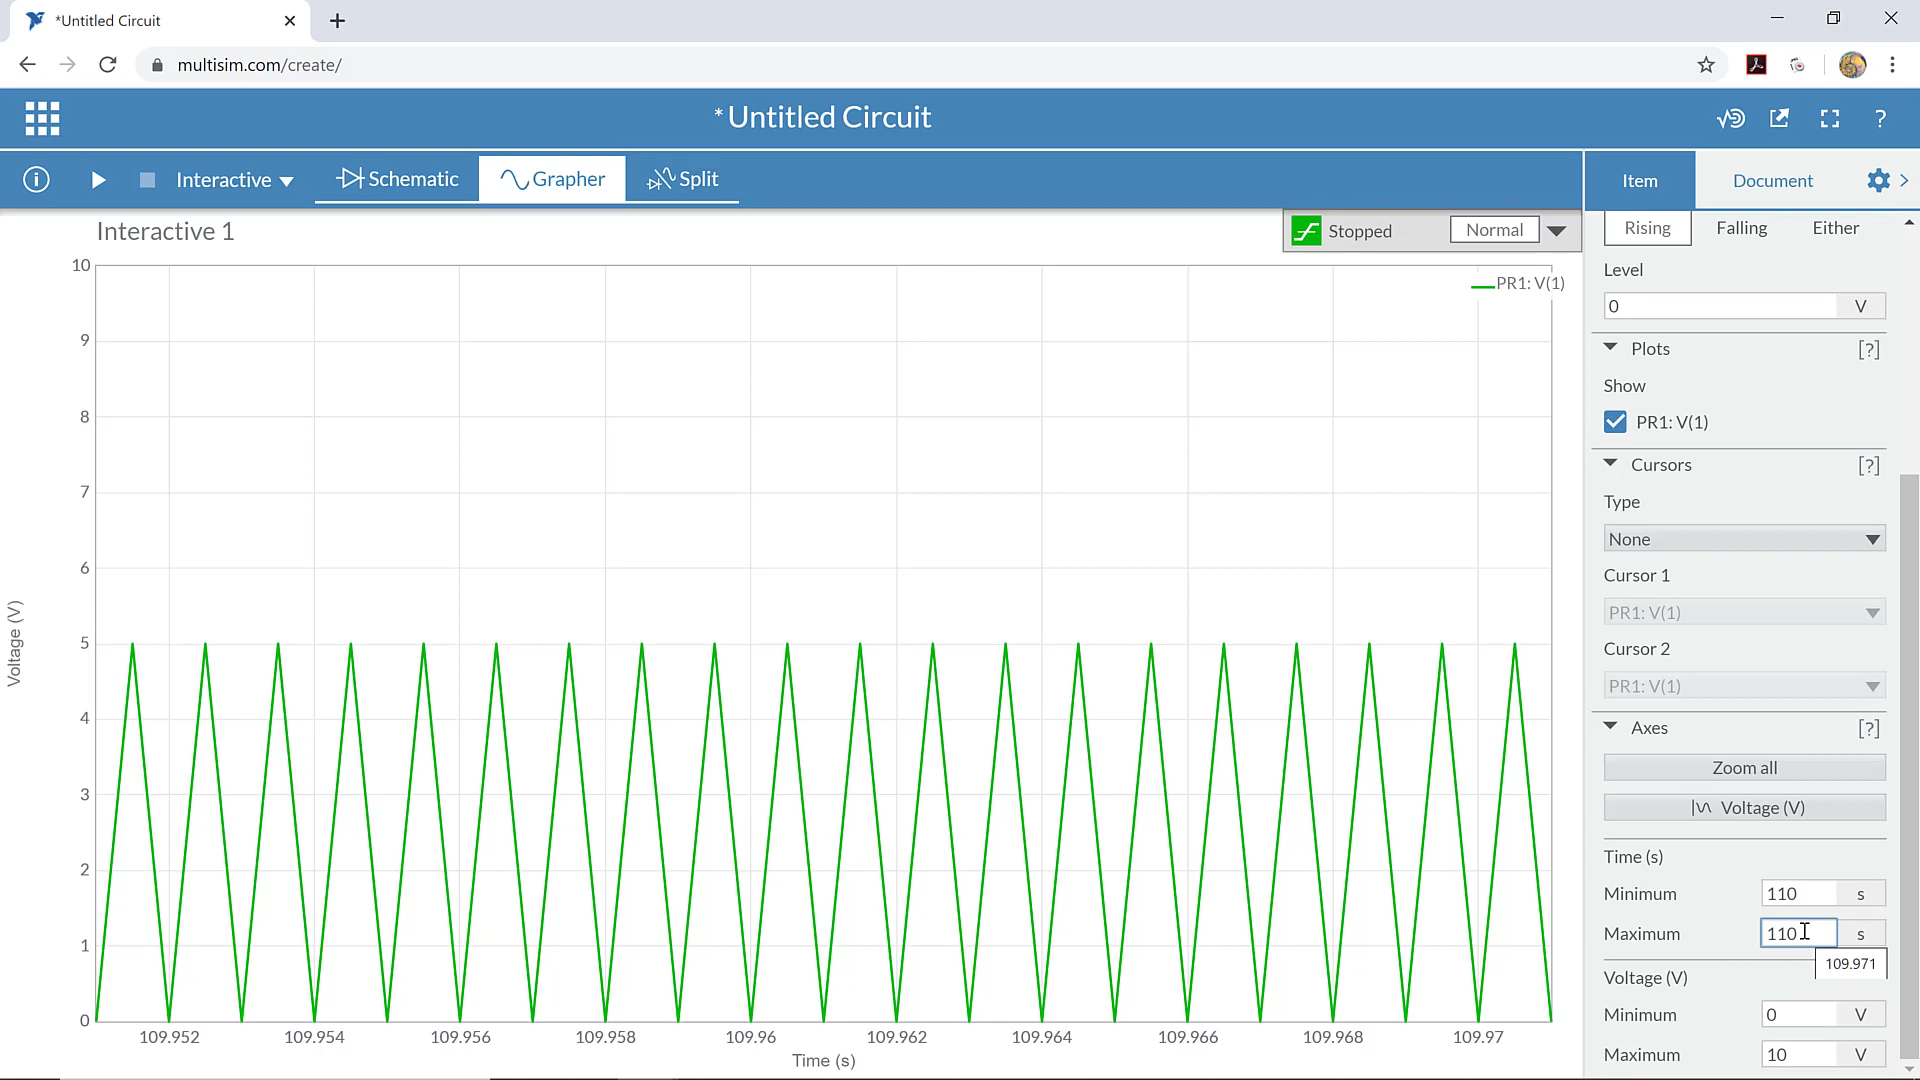 *Untitled Circuit
multisim.com/create/
* Untitled Circuit
?
Interactive
Schematic
Grapher
Split
Item
Document
Interactive 1
Stopped
Normal
Rising
Falling
Either
Level
0
V
Plots
[?]
Show
PR1: V(1)
Cursors
[?]
Type
None
Cursor 1
PR1: V(1)
Cursor 2
PR1: V(1)
Axes
[?]
Zoom all
Voltage (V)
Time (s)
Minimum
110
s
Maximum
110
s
109.971
Voltage (V)
Minimum
0
V
Maximum
10
V
PR1: V(1)
10
9
8
7
6
5
4
3
2
1
0
Voltage (V)
109.952
109.954
109.956
109.958
109.96
109.962
109.964
109.966
109.968
109.97
Time (s)